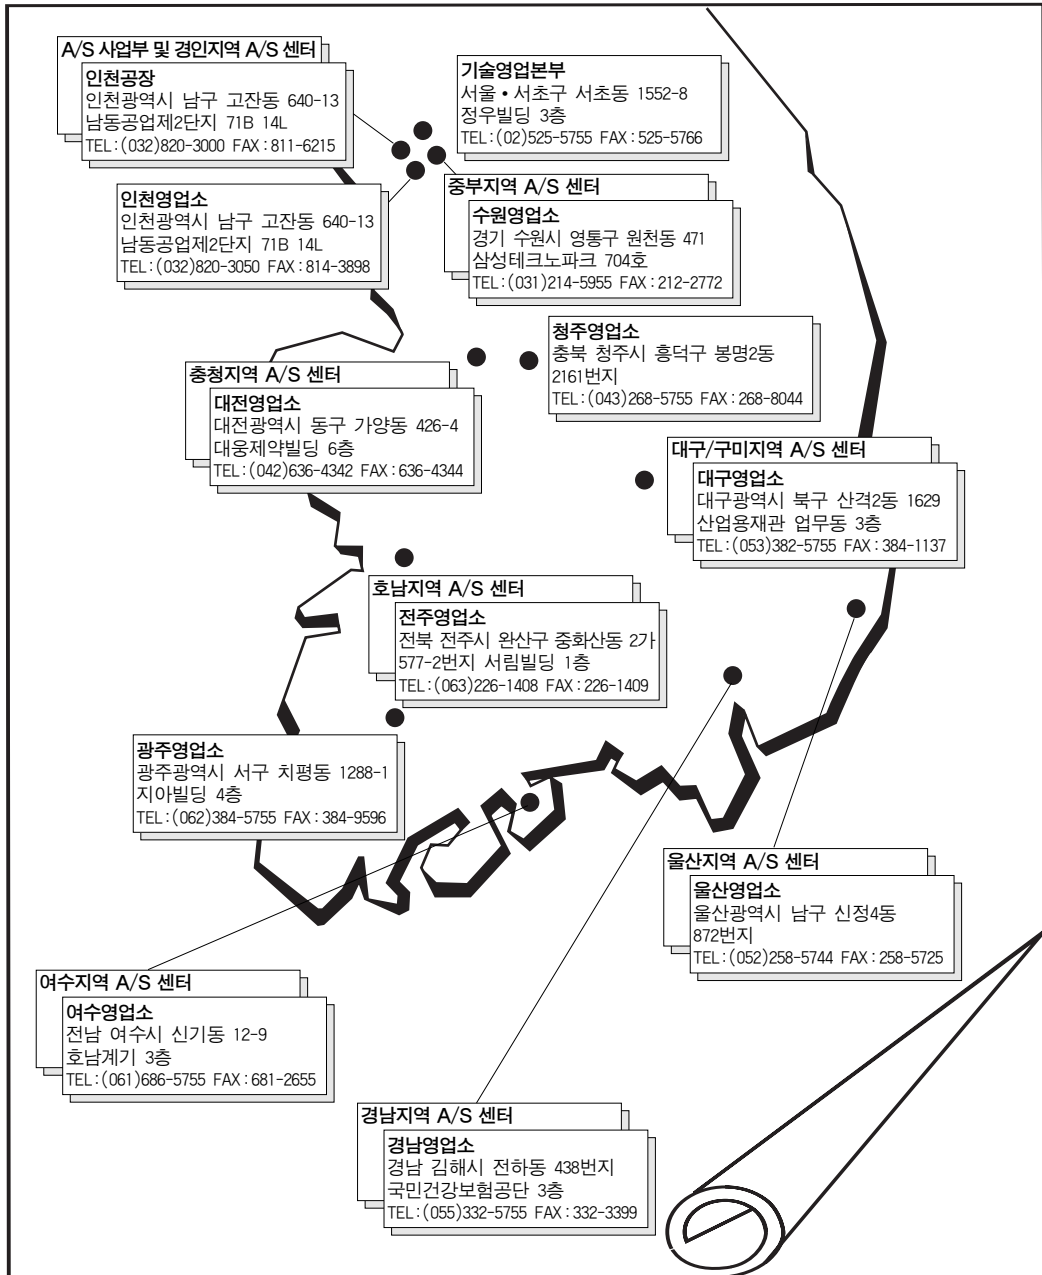 A/S 사업부 및 경인지역 A/S 센터
인천공장
인천광역시 남구 고잔동 640-13
남동공업제2단지 71B 14L
TEL:(032)820-3000 FAX:811-6215
기술영업본부
서울·서초구 서초동 1552-8
정우빌딩 3층
TEL:(02)525-5755 FAX:525-5766
인천영업소
인천광역시 남구 고잔동 640-13
남동공업제2단지 71B 14L
TEL:(032)820-3050 FAX:814-3898
중부지역 A/S 센터
수원영업소
경기 수원시 영통구 원천동 471
삼성테크노파크 704호
TEL:(031)214-5955 FAX:212-2772
청주영업소
충북 청주시 흥덕구 봉명2동
2161번지
TEL:(043)268-5755 FAX:268-8044
충청지역 A/S 센터
대전영업소
대전광역시 동구 가양동 426-4
대웅제약빌딩 6층
TEL:(042)636-4342 FAX:636-4344
대구/구미지역 A/S 센터
대구영업소
대구광역시 북구 산격2동 1629
산업용재관 업무동 3층
TEL:(053)382-5755 FAX:384-1137
호남지역 A/S 센터
전주영업소
전북 전주시 완산구 중화산동 2가
577-2번지 서림빌딩 1층
TEL:(063)226-1408 FAX:226-1409
광주영업소
광주광역시 서구 치평동 1288-1
지아빌딩 4층
TEL:(062)384-5755 FAX:384-9596
울산지역 A/S 센터
울산영업소
울산광역시 남구 신정4동
872번지
TEL:(052)258-5744 FAX:258-5725
여수지역 A/S 센터
여수영업소
전남 여수시 신기동 12-9
호남계기 3층
TEL:(061)686-5755 FAX:681-2655
경남지역 A/S 센터
경남영업소
경남 김해시 전하동 438번지
국민건강보험공단 3층
TEL:(055)332-5755 FAX:332-3399